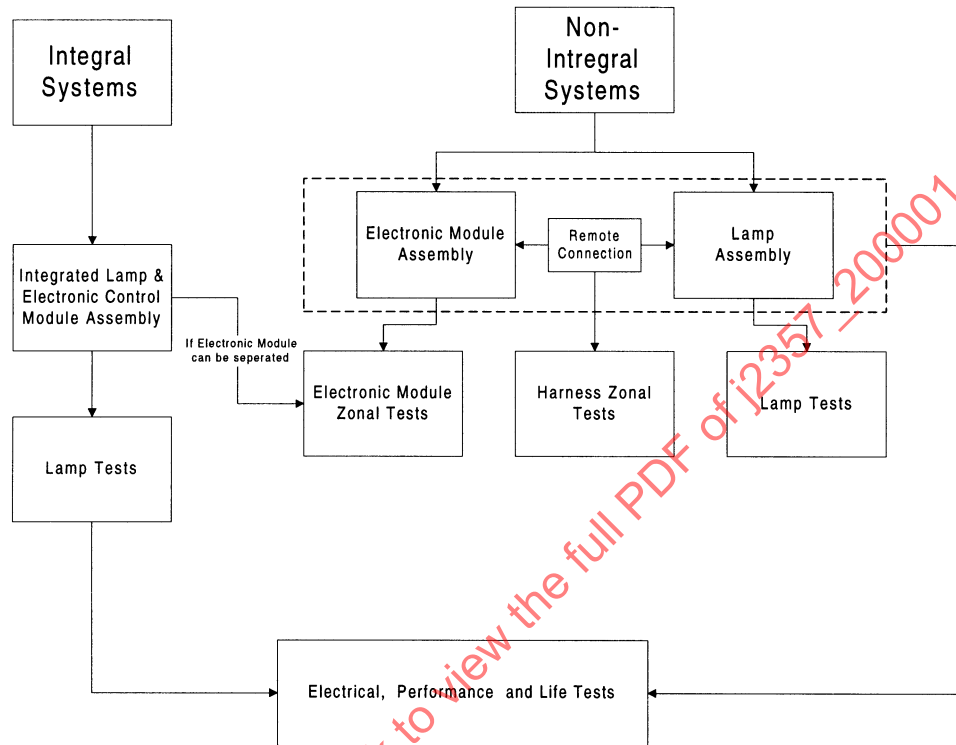 Integral
Systems
Non-
Intregral
Systems
Electronic Module
Assembly
Remote
Connection
Lamp
Assembly
Integrated Lamp &
Electronic Control
Module Assembly
If Electronic Module
can be seperated
Electronic Module
Zonal Tests
Harness Zonal
Tests
Lamp Tests
Lamp Tests
Electrical, Performance and Life Tests
to view the full PDF of j2357_200001